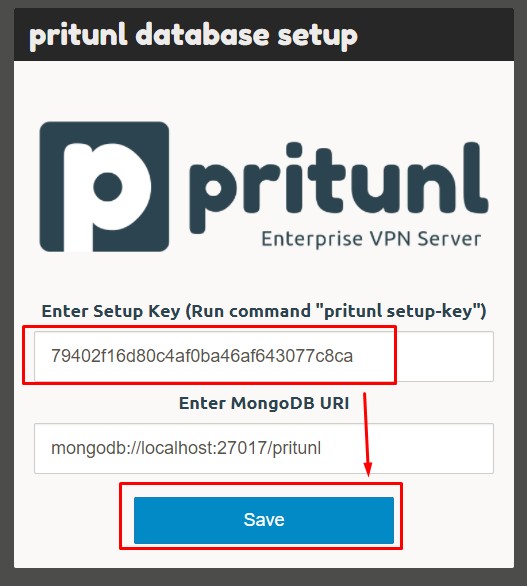 pritunl database setup
pritunl
Enterprise VPN Server
Enter Setup Key (Run command "pritunl setup-key")
79402f16d80c4af0ba46af643077c8ca
Enter MongoDB URI
mongodb://localhost:27017/pritunl
Save